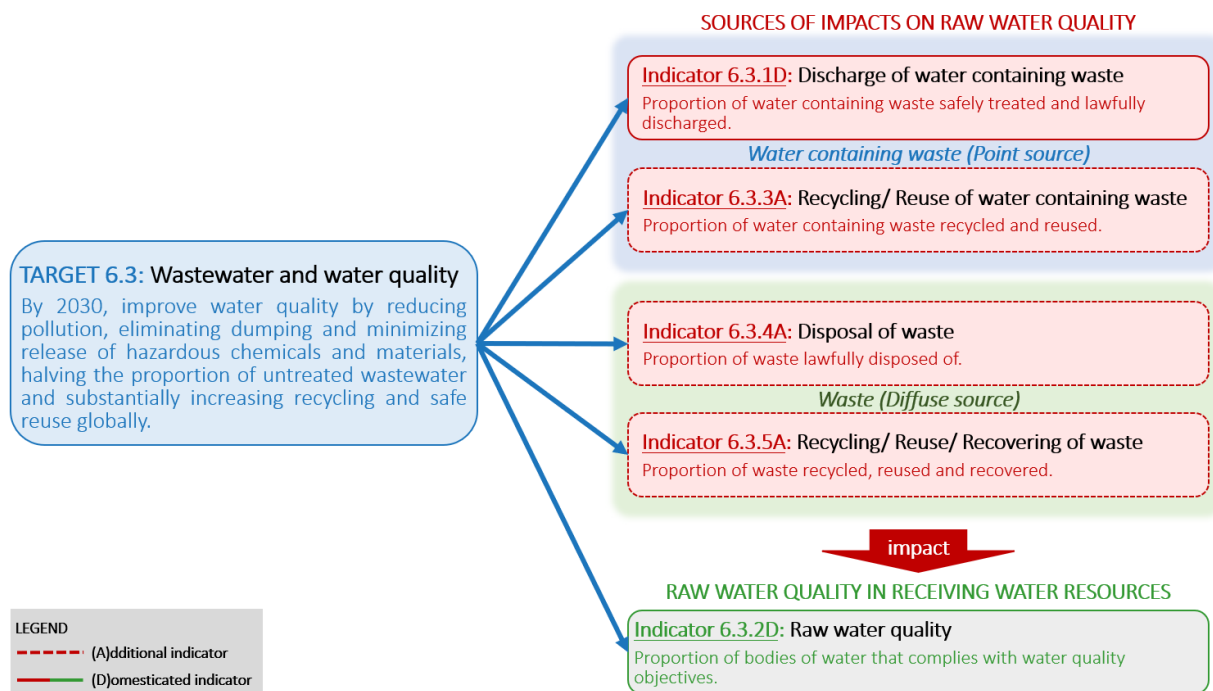 SOURCES OF IMPACTS ON RAW WATER QUALITY
Indicator 6.3.1D: Discharge of water containing waste
Proportion of water containing waste safely treated and lawfully
discharged.
Water containing waste (Point source)
Indicator 6.3.3A: Recycling/ Reuse of water containing waste
Proportion of water containing waste recycled and reused.
TARGET 6.3: Wastewater and water quality
By 2030, improve water quality by reducing
pollution, eliminating dumping and minimizing
release of hazardous chemicals and materials,
halving the proportion of untreated wastewater
and substantially increasing recycling and safe
reuse globally.
Indicator 6.3.4A: Disposal of waste
Proportion of waste lawfully disposed of.
Waste (Diffuse source)
Indicator 6.3.5A: Recycling/ Reuse/ Recovering of waste
Proportion of waste recycled, reused and recovered.
impact
RAW WATER QUALITY IN RECEIVING WATER RESOURCES
Indicator 6.3.2D: Raw water quality
Proportion of bodies of water that complies with water quality
objectives.
LEGEND
(A)dditional indicator
(D)omesticated indicator